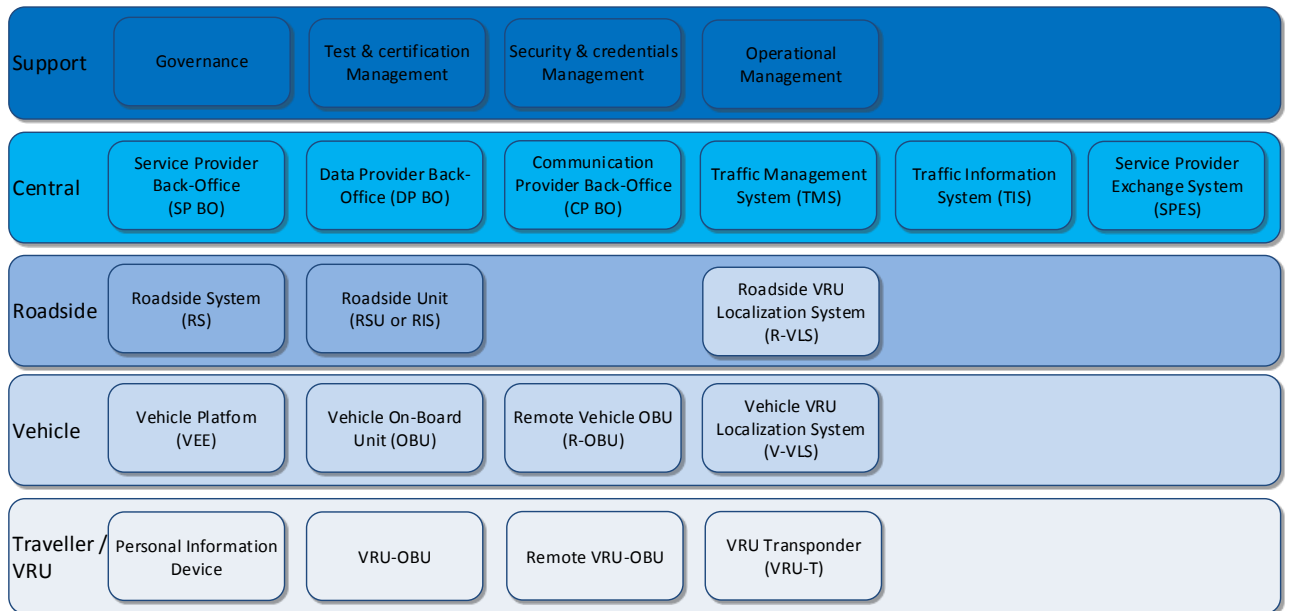 Support
Governance
Test & certification
Management
Security & credentials
Management
Operational
Management
Central
Service Provider
Back-Office
(SP BO)
Data Provider Back-
Office (DP BO)
Communication
Provider Back-Office
(CP BO)
Traffic Management
System (TMS)
Traffic Information
System (TIS)
Service Provider
Exchange System
(SPES)
Roadside
Roadside System
(RS)
Roadside Unit
(RSU or RIS)
Roadside VRU
Localization System
(R-VLS)
Vehicle
Vehicle Platfom
(VEE)
Vehicle On-Board
Unit (OBU)
Remote Vehicle OBU
(R-OBU)
Vehicle VRU
Localization System
(V-VLS)
Traveller /
VRU
Personal Information
Device
VRU-OBU
Remote VRU-OBU
VRU Transponder
(VRU-T)